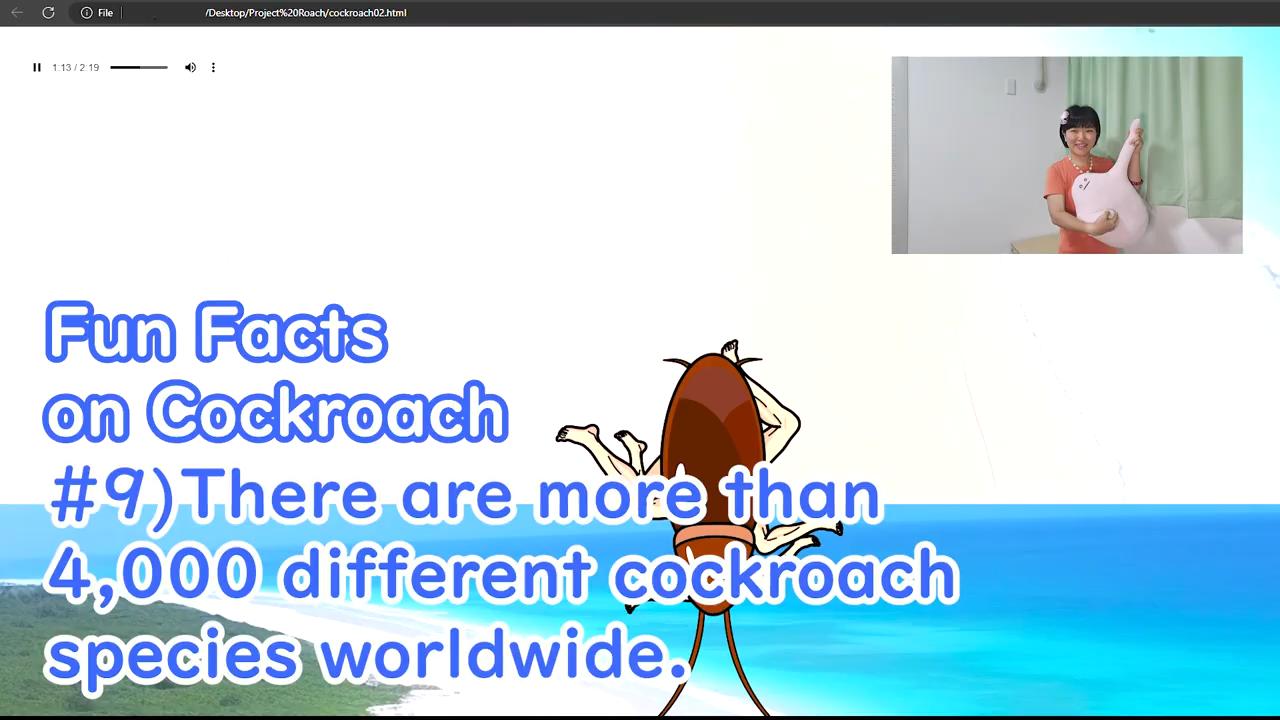 File
/Desktop/Project%20Roach/cockroach02.html
1:13 / 2:19
Fun Facts
on Cockroach
#9)There are more than
4,000 different cockroach
species worldwide.